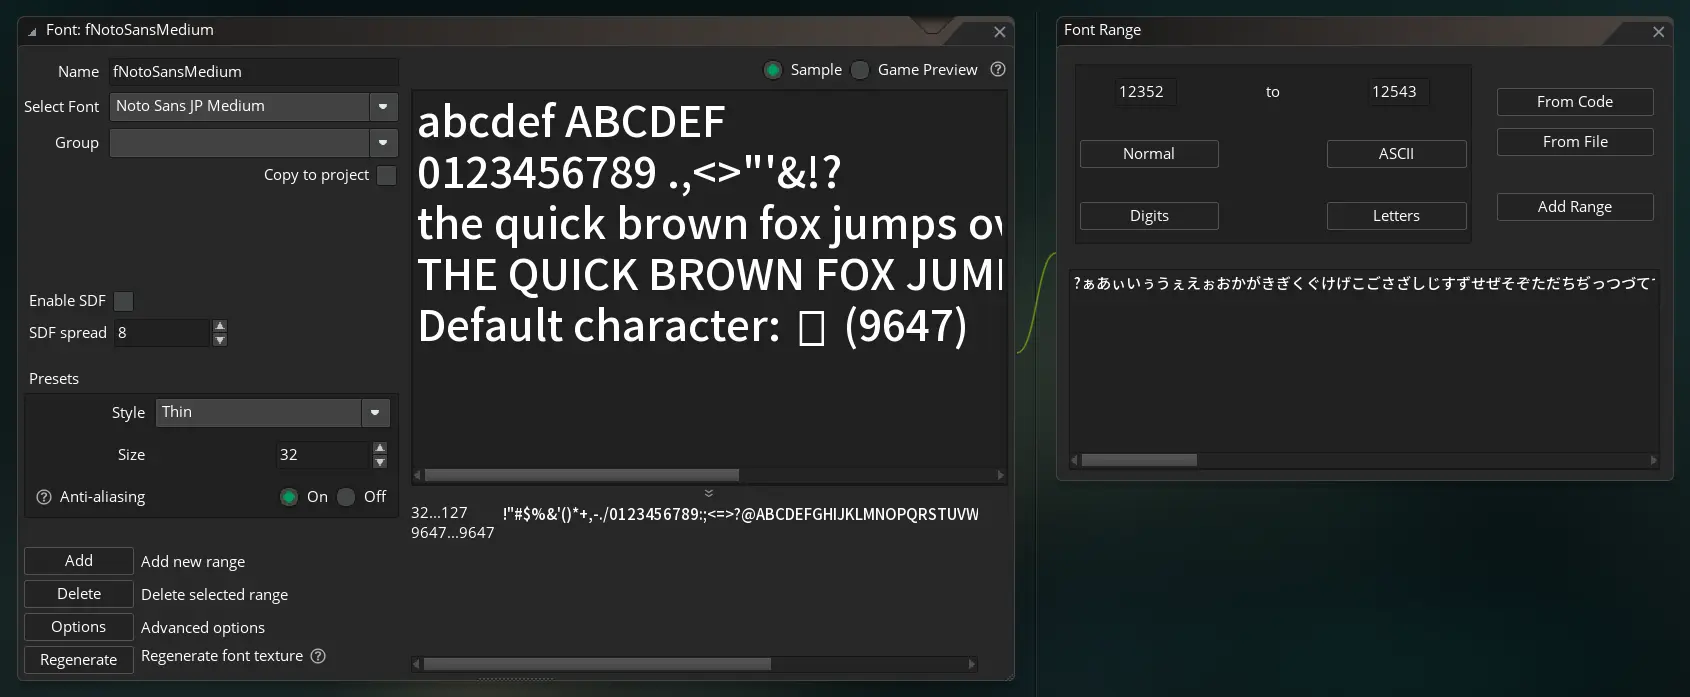 Font: fNotoSansMedium
Name fNotoSansMedium
Select Font Noto Sans JP Medium
Group
Copy to project
Enable SDF
SDF spread 8
Presets
Style Thin
Size 32
Anti-aliasing On Off
Add Add new range
Delete Delete selected range
Options Advanced options
Regenerate Regenerate font texture
Sample Game Preview
abcdef ABCDEF
0123456789 .,<>"'&!?
the quick brown fox jumps ov
THE QUICK BROWN FOX JUM
Default character: ▯ (9647)
32...127 !"#$%&'()*+,-./0123456789:;<=>?@ABCDEFGHIJKLMNOPQRSTUVW
9647...9647
Font Range
12352 to 12543
Normal ASCII
Digits Letters
From Code
From File
Add Range
?ぁあぃいぅうぇえぉおかがきぎくぐけげこごさざしじすずせぜそぞただちぢっつづて